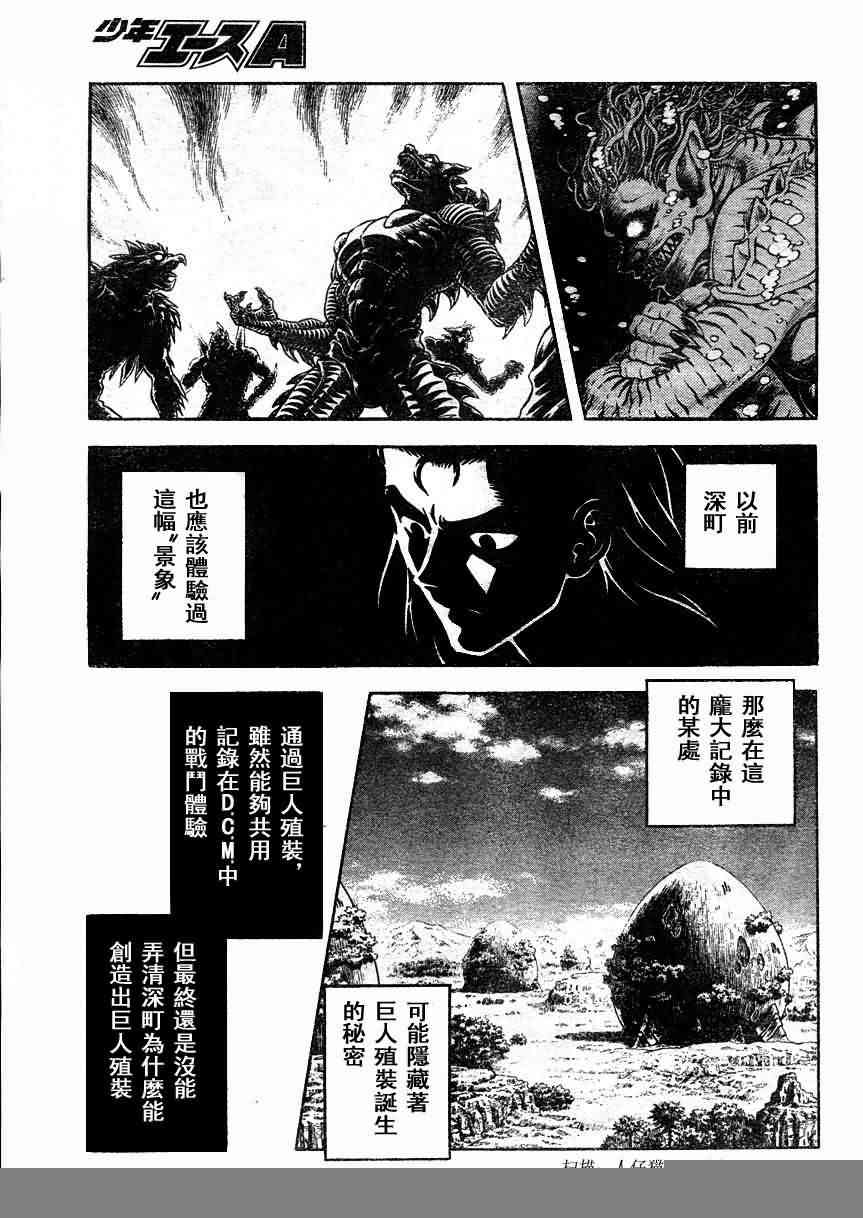 少年エースA
以前
深町
也應該體驗過
這幅〝景象〞
那麼在這
龐大記錄中
的某處
可能隱藏著
巨人殖裝誕生
的秘密
通過巨人殖裝，
雖然能夠共用
記錄在D.C.M.中
的戰鬥體驗
但最終還是沒能
弄清深町為什麼能
創造出巨人殖裝